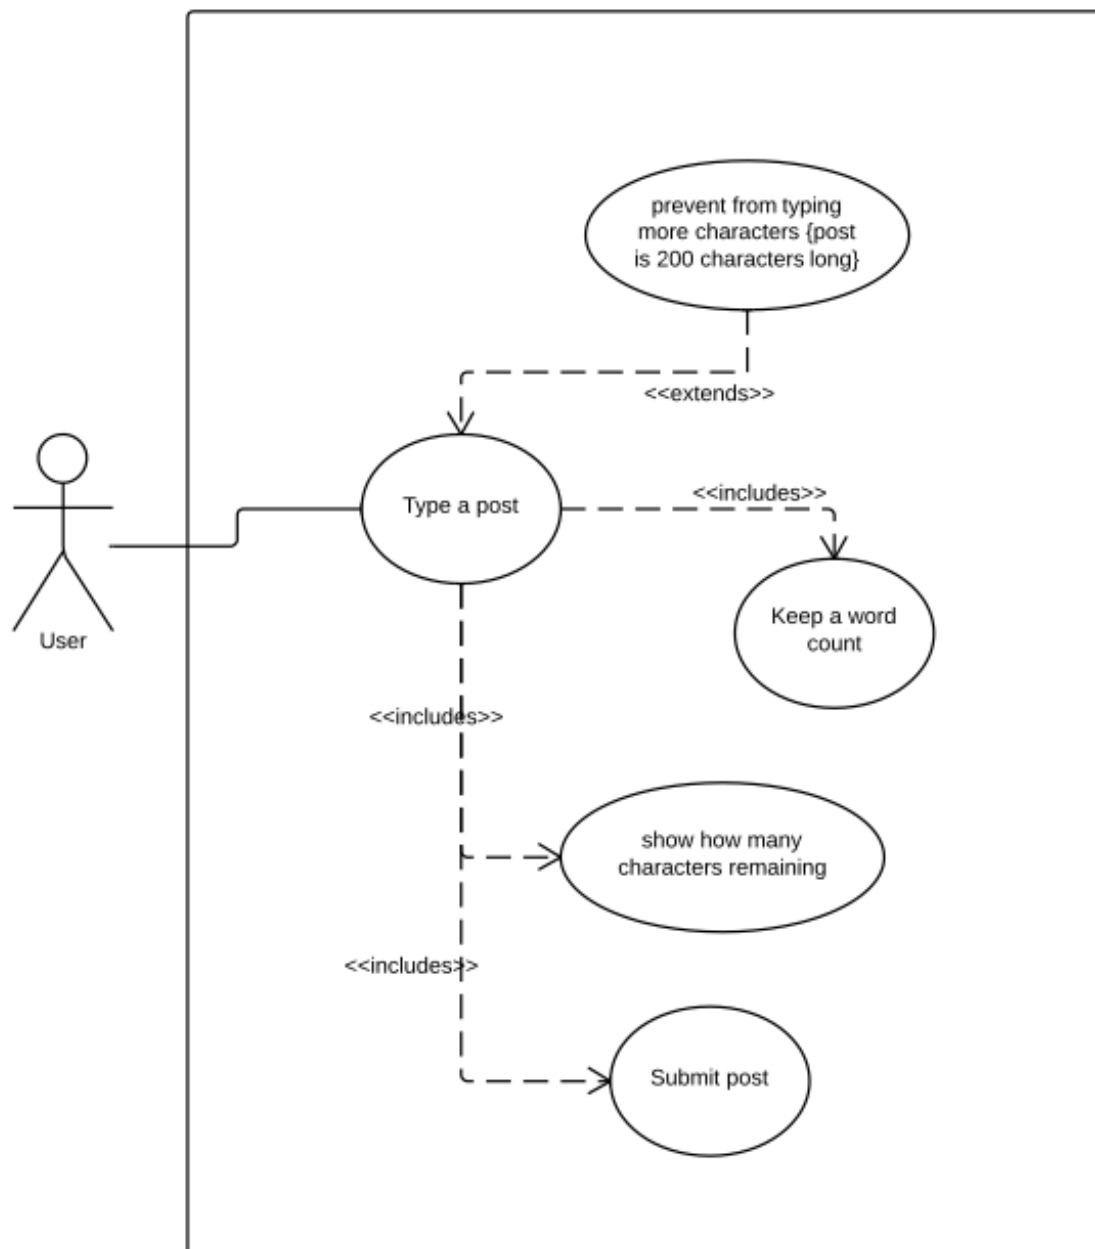 prevent from typing
more characters {post
is 200 characters long}
<<extends>>
Type a post
<<includes>>
Keep a word
count
User
<<includes>>
show how many
characters remaining
<<includes>>
Submit post